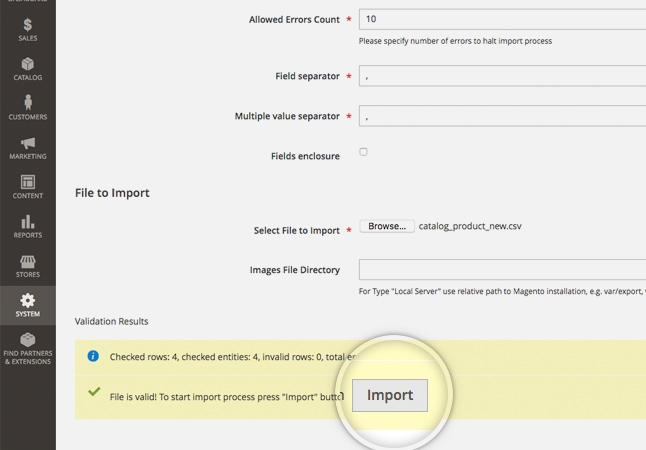 SALES
CATALOG
CUSTOMERS
MARKETING
CONTENT
REPORTS
STORES
SYSTEM
FIND PARTNERS
& EXTENSIONS
Allowed Errors Count * 10
Please specify number of errors to halt import process
Field separator * ,
Multiple value separator * ,
Fields enclosure
File to Import
Select File to Import * Browse... catalog_product_new.csv
Images File Directory
For Type "Local Server" use relative path to Magento installation, e.g. var/export,
Validation Results
Checked rows: 4, checked entities: 4, invalid rows: 0, total
File is valid! To start import process press "Import"
Import